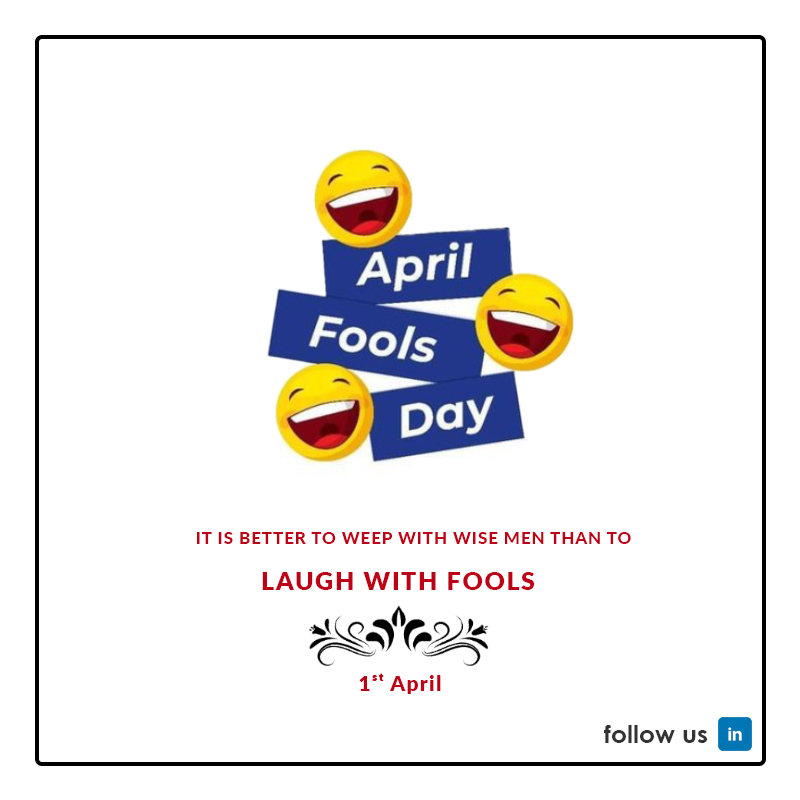 April
Fools
Day
IT IS BETTER TO WEEP WITH WISE MEN THAN TO
LAUGH WITH FOOLS
1st April
follow us in